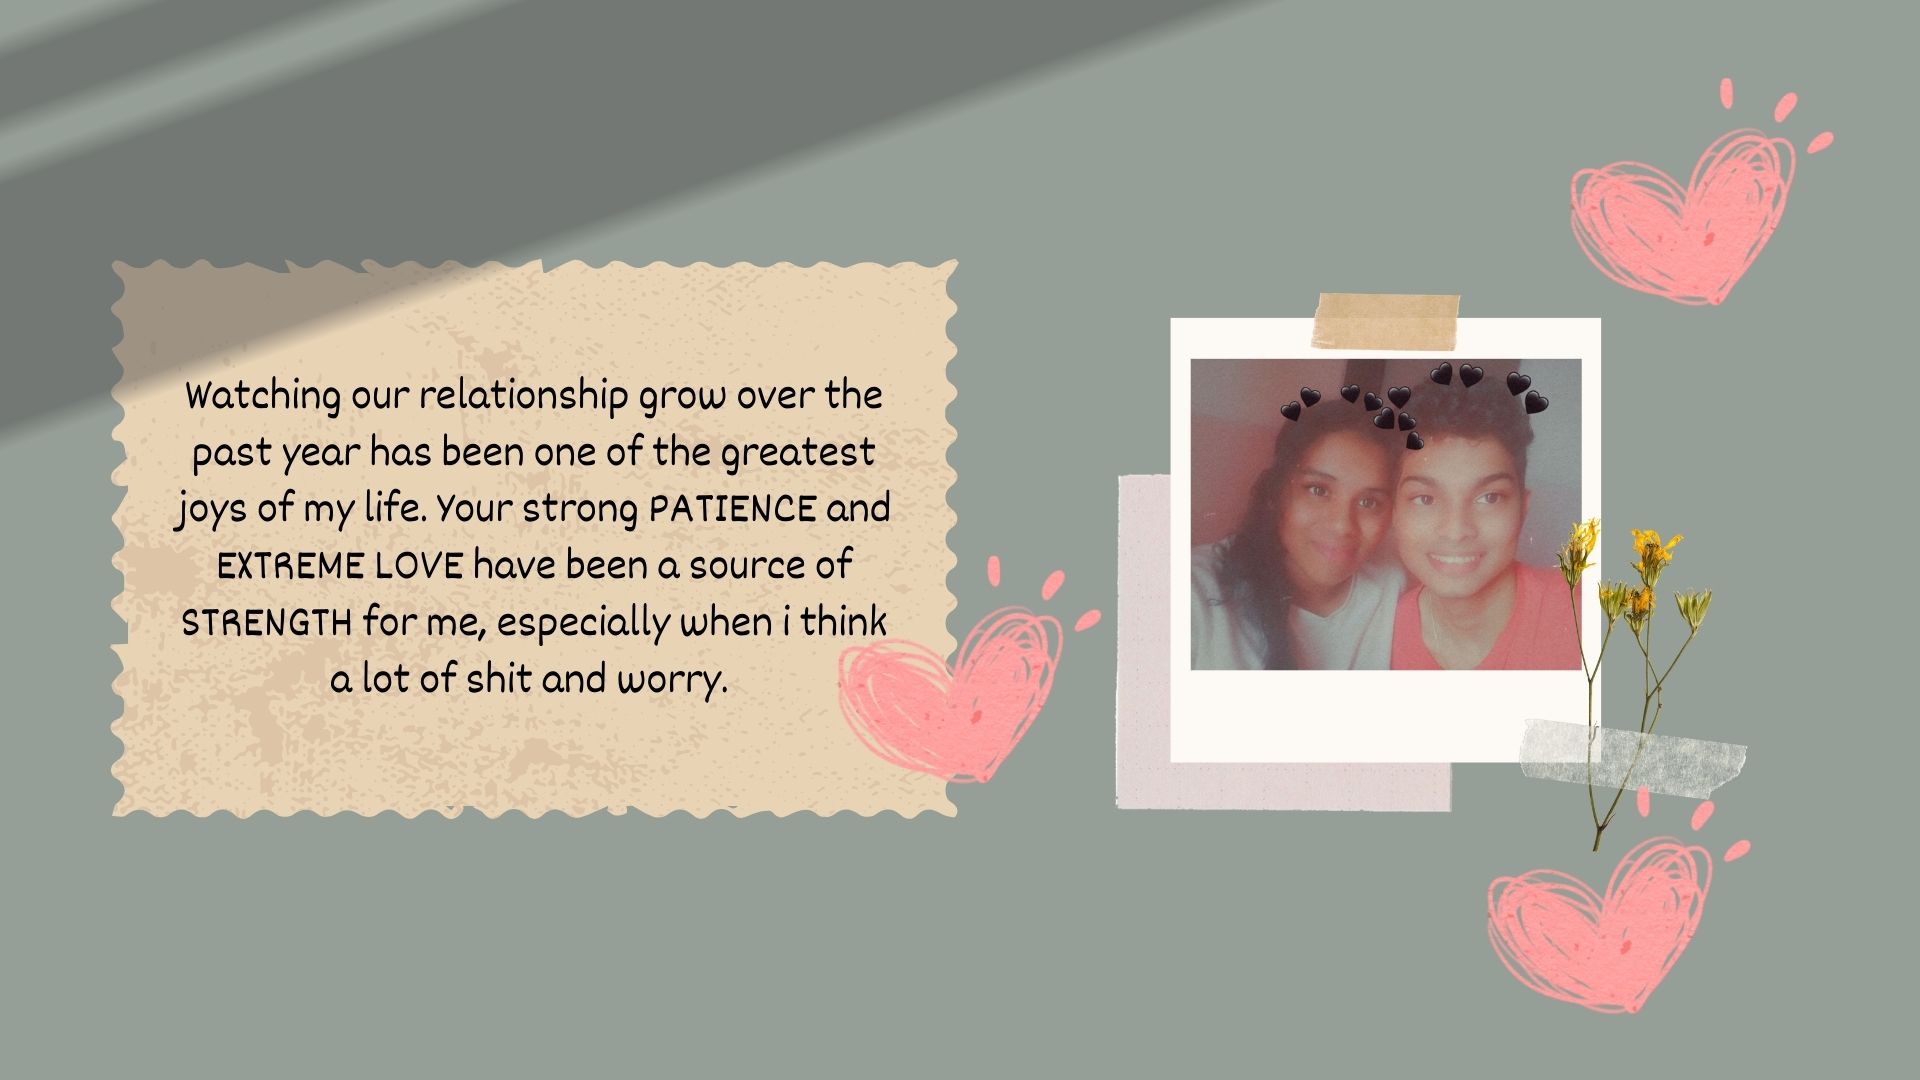 Watching our relationship grow over the
past year has been one of the greatest
joys of my life. Your strong PATIENCE and
EXTREME LOVE have been a source of
STRENGTH for me, especially when i think
a lot of shit and worry.